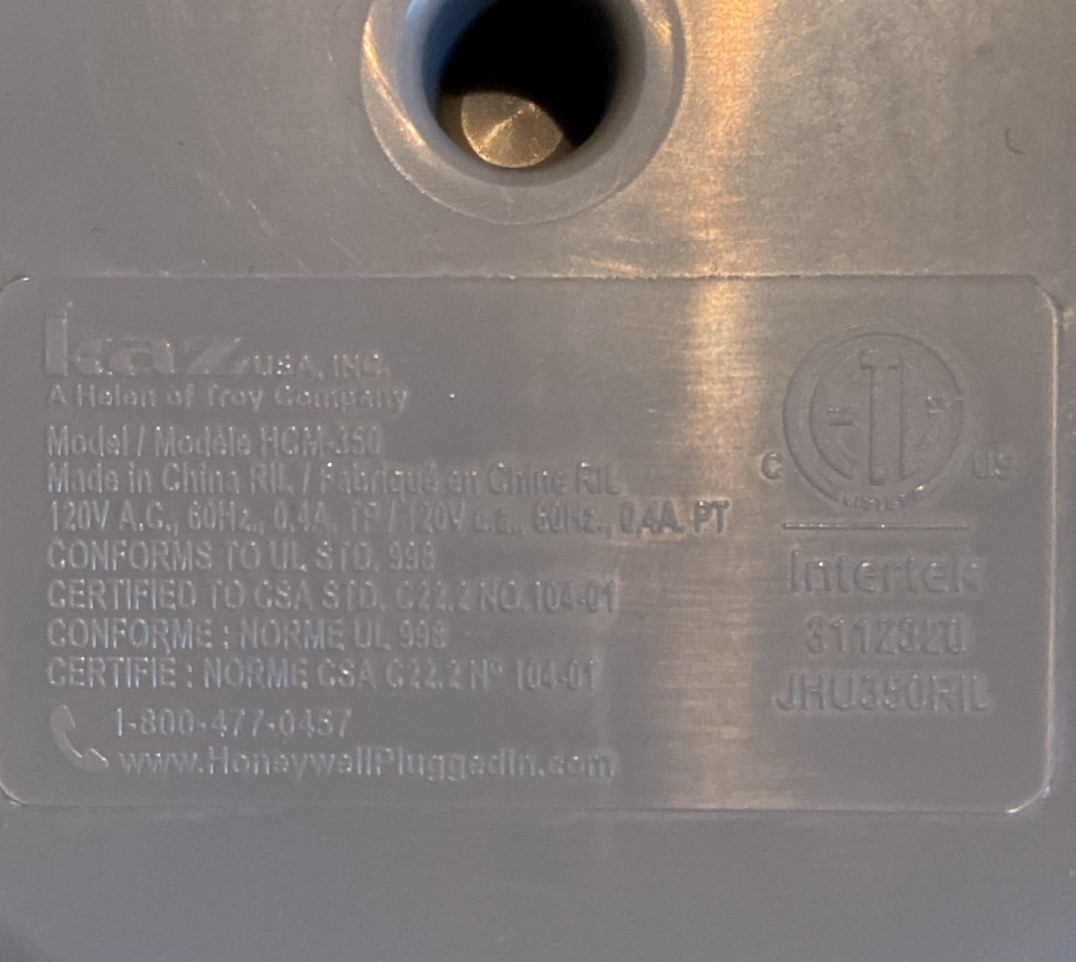 kaz USA, INC.
A Helen of Troy Company
Model / Modèle HCM-350
Made in China RIL / Fabriqué en Chine RIL
120V A.C., 60Hz., 0,4A. TP / 120V c.a., 60Hz., 0,4A. PT
CONFORMS TO UL STD. 998
CERTIFIED TO CSA STD. C22.2 NO. 104-01
CONFORME : NORME UL 998
CERTIFIE : NORME CSA C22.2 Nº 104-01
1-800-477-0457
www.HoneywellPluggedIn.com
C US
LISTED
Intertek
3112320
JHU350RIL